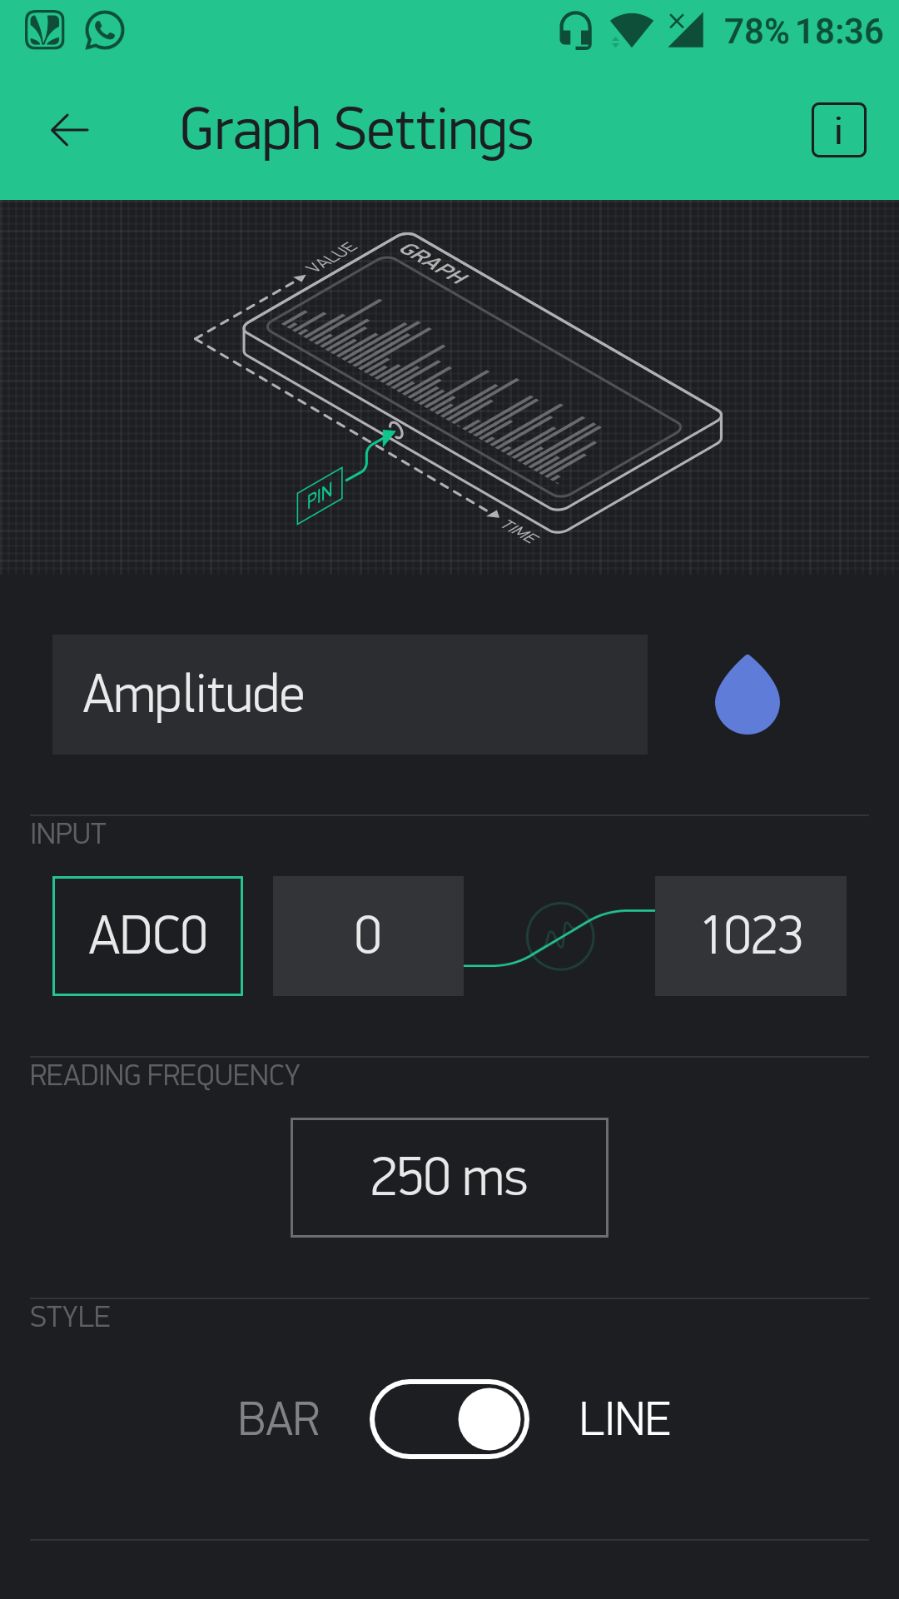 78% 18:36
Graph Settings
i
VALUE
GRAPH
PIN
TIME
Amplitude
INPUT
ADC0 0 1023
READING FREQUENCY
250 ms
STYLE
BAR LINE